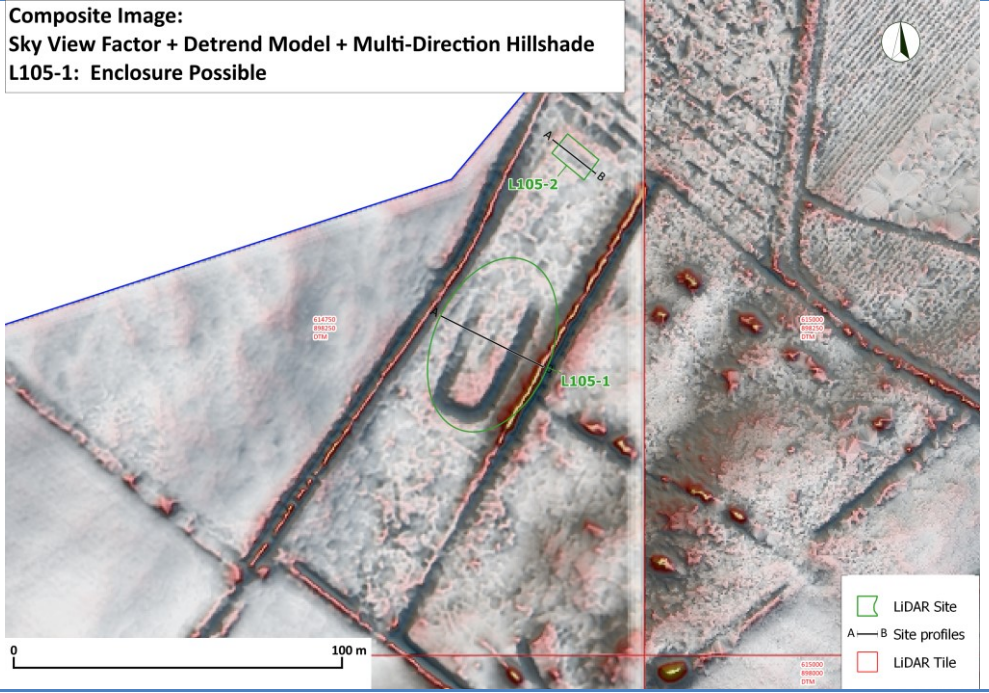 Composite Image:
Sky View Factor + Detrend Model + Multi-Direction Hillshade
L105-1: Enclosure Possible
A
B
L105-2
614750
898250
DTM
615000
898250
DTM
A
L105-1
LiDAR Site
A B Site profiles
LiDAR Tile
0 100 m
615000
898000
DTM